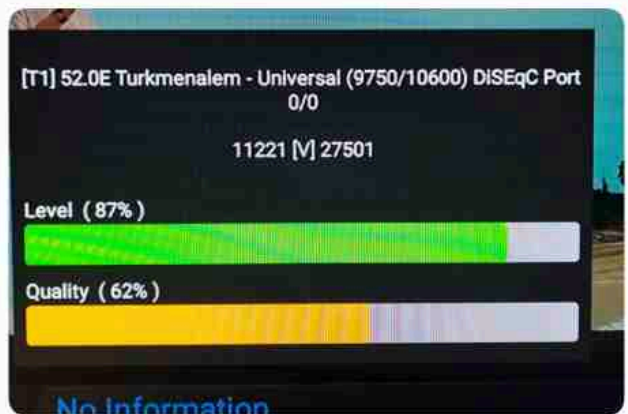 [T1] 52.0E Turkmenalem - Universal (9750/10600) DiSEqC Port
0/0
11221 [V] 27501
Level ( 87% )
Quality ( 62% )
No Information